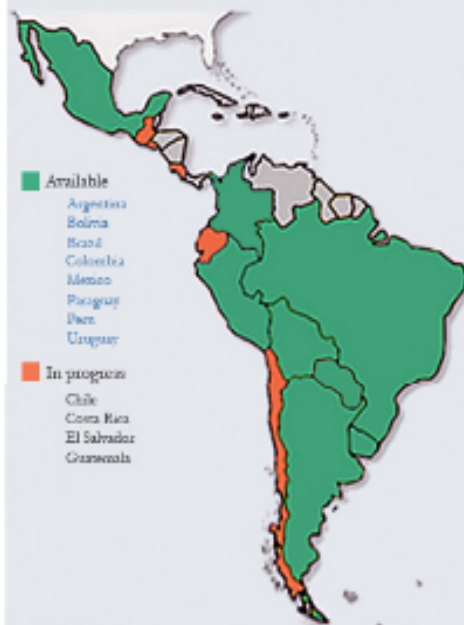 Available
Argentina
Bolivia
Brazil
Colombia
Mexico
Paraguay
Peru
Uruguay
In progress
Chile
Costa Rica
El Salvador
Guatemala